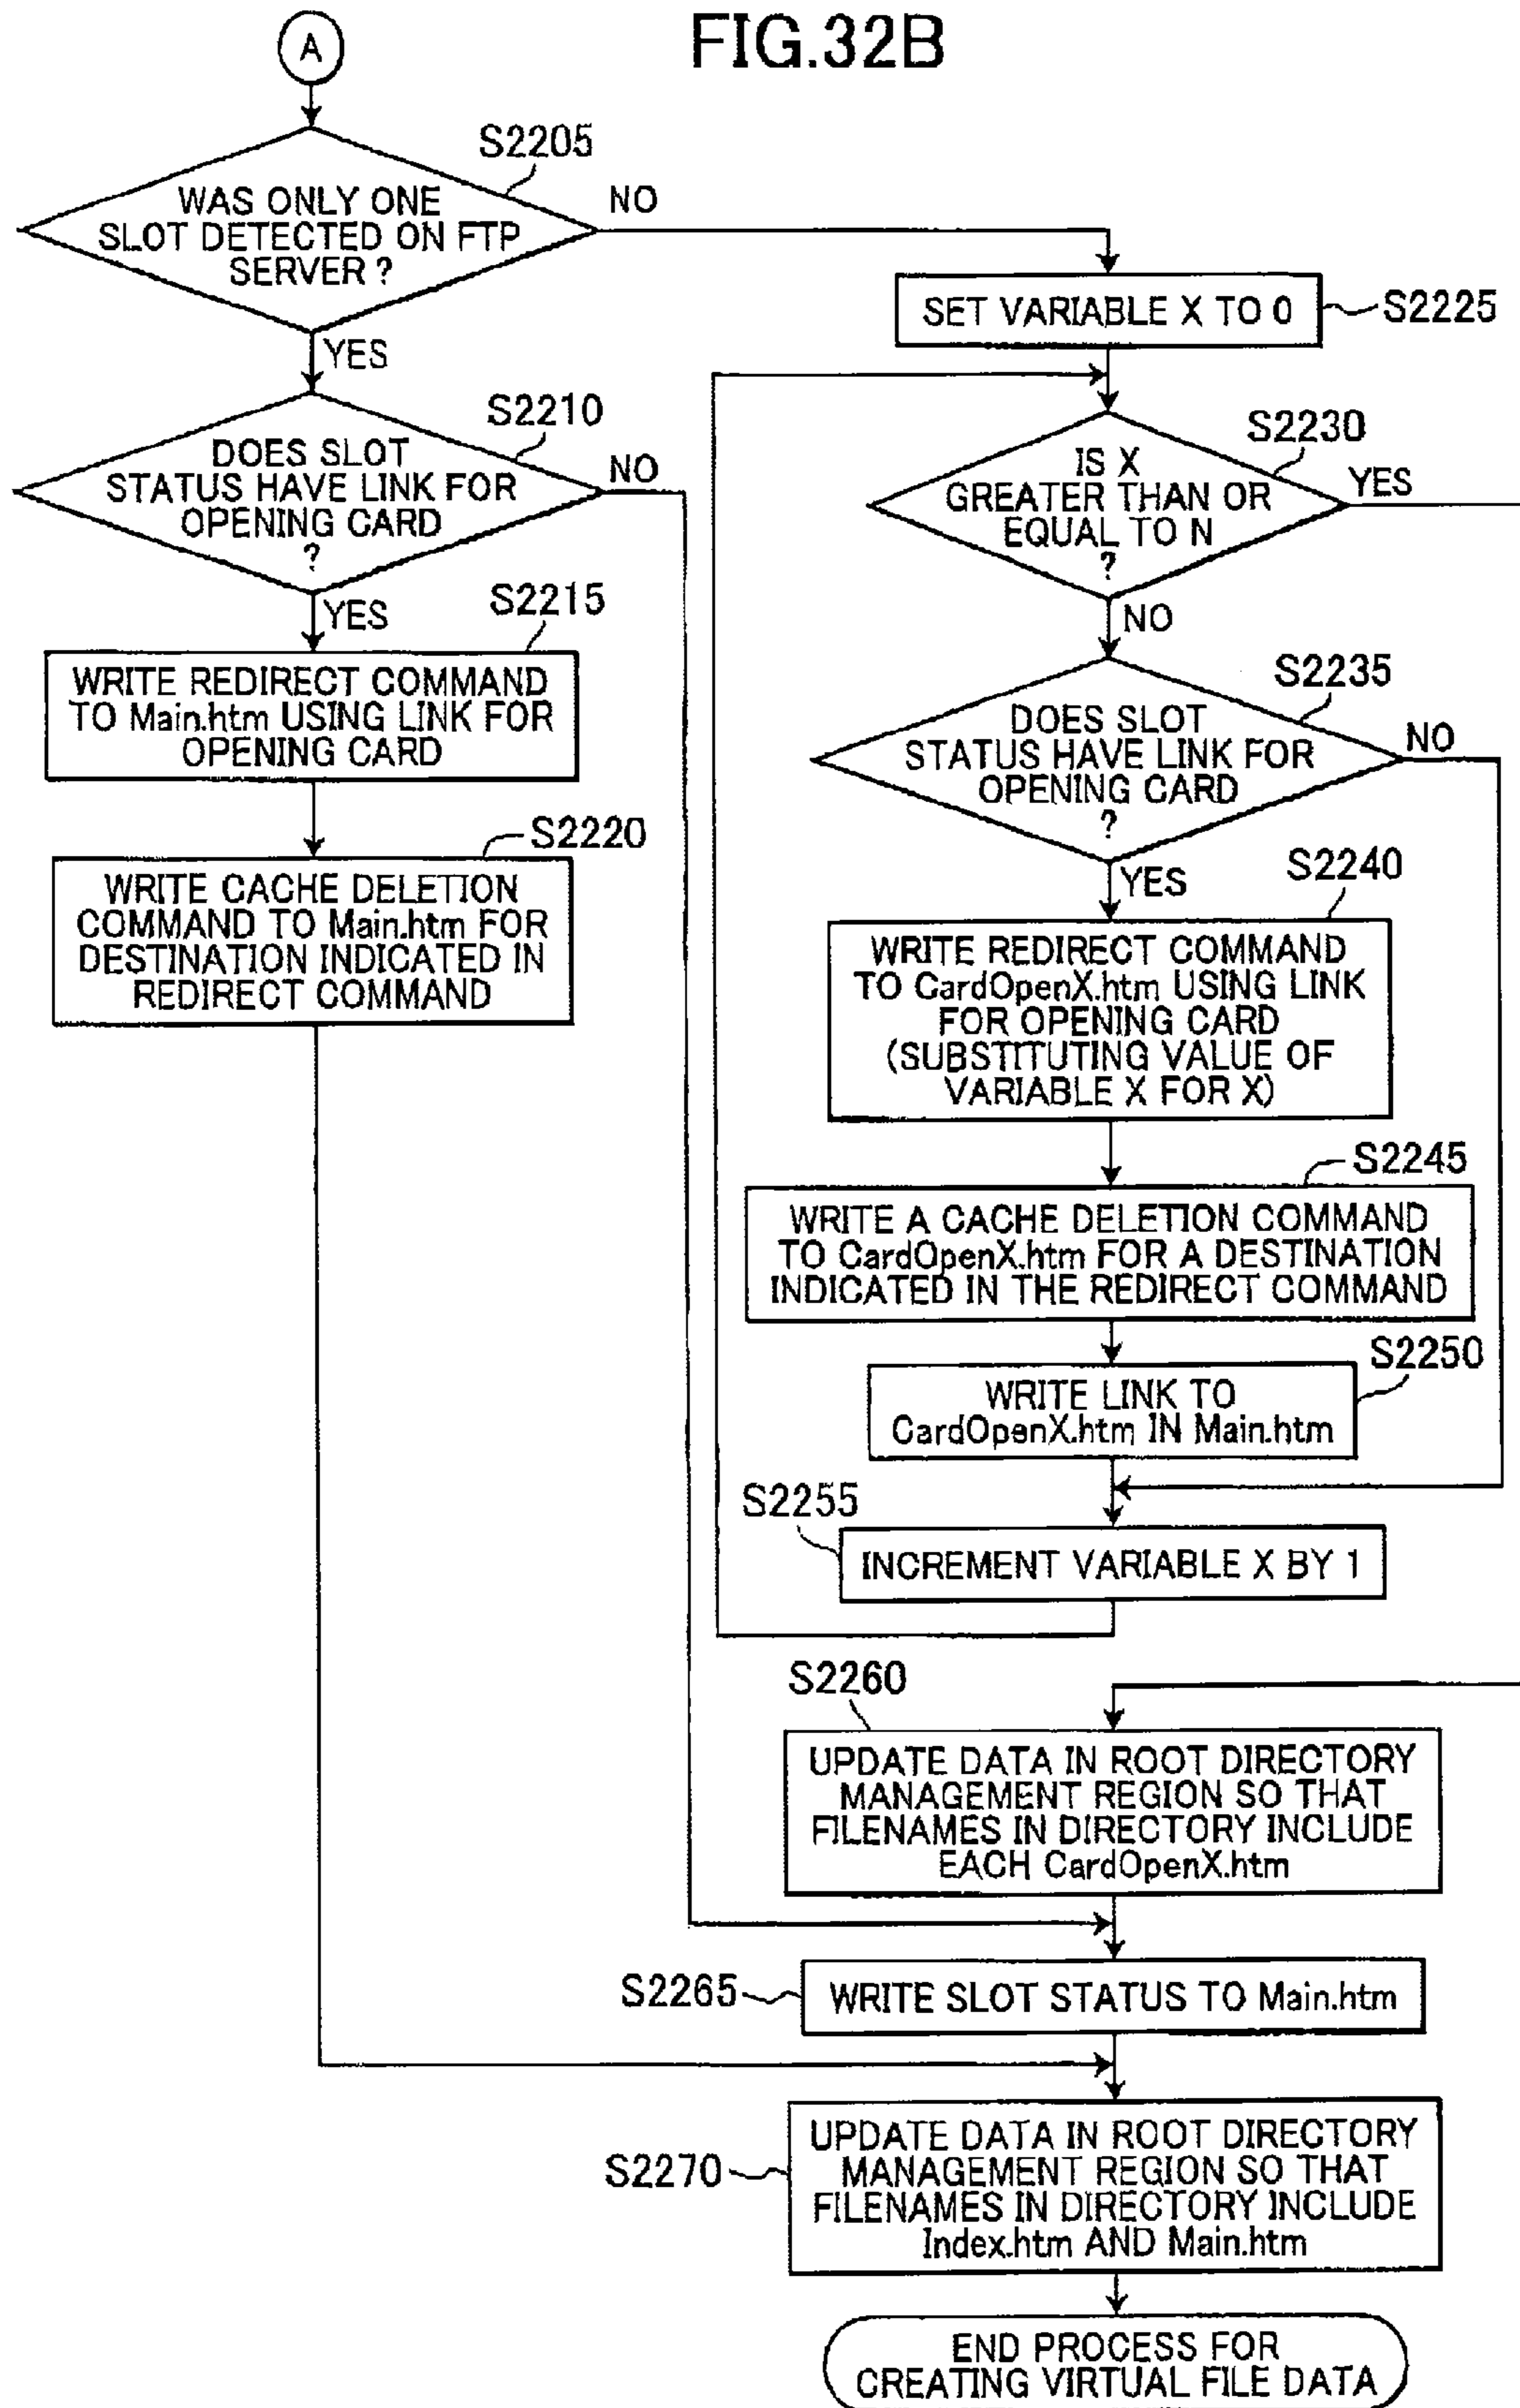 FIG.32B
A
S2205
WAS ONLY ONE
SLOT DETECTED ON FTP
SERVER ?
NO
YES
S2210
DOES SLOT
STATUS HAVE LINK FOR
OPENING CARD
?
NO
YES
S2215
WRITE REDIRECT COMMAND
TO Main.htm USING LINK FOR
OPENING CARD
S2220
WRITE CACHE DELETION
COMMAND TO Main.htm FOR
DESTINATION INDICATED IN
REDIRECT COMMAND
SET VARIABLE X TO 0
S2225
S2230
IS X
GREATER THAN OR
EQUAL TO N
?
YES
NO
S2235
DOES SLOT
STATUS HAVE LINK FOR
OPENING CARD
?
NO
YES
S2240
WRITE REDIRECT COMMAND
TO CardOpenX.htm USING LINK
FOR OPENING CARD
(SUBSTITUTING VALUE OF
VARIABLE X FOR X)
S2245
WRITE A CACHE DELETION COMMAND
TO CardOpenX.htm FOR A DESTINATION
INDICATED IN THE REDIRECT COMMAND
S2250
WRITE LINK TO
CardOpenX.htm IN Main.htm
S2255
INCREMENT VARIABLE X BY 1
S2260
UPDATE DATA IN ROOT DIRECTORY
MANAGEMENT REGION SO THAT
FILENAMES IN DIRECTORY INCLUDE
EACH CardOpenX.htm
S2265
WRITE SLOT STATUS TO Main.htm
S2270
UPDATE DATA IN ROOT DIRECTORY
MANAGEMENT REGION SO THAT
FILENAMES IN DIRECTORY INCLUDE
Index.htm AND Main.htm
END PROCESS FOR
CREATING VIRTUAL FILE DATA